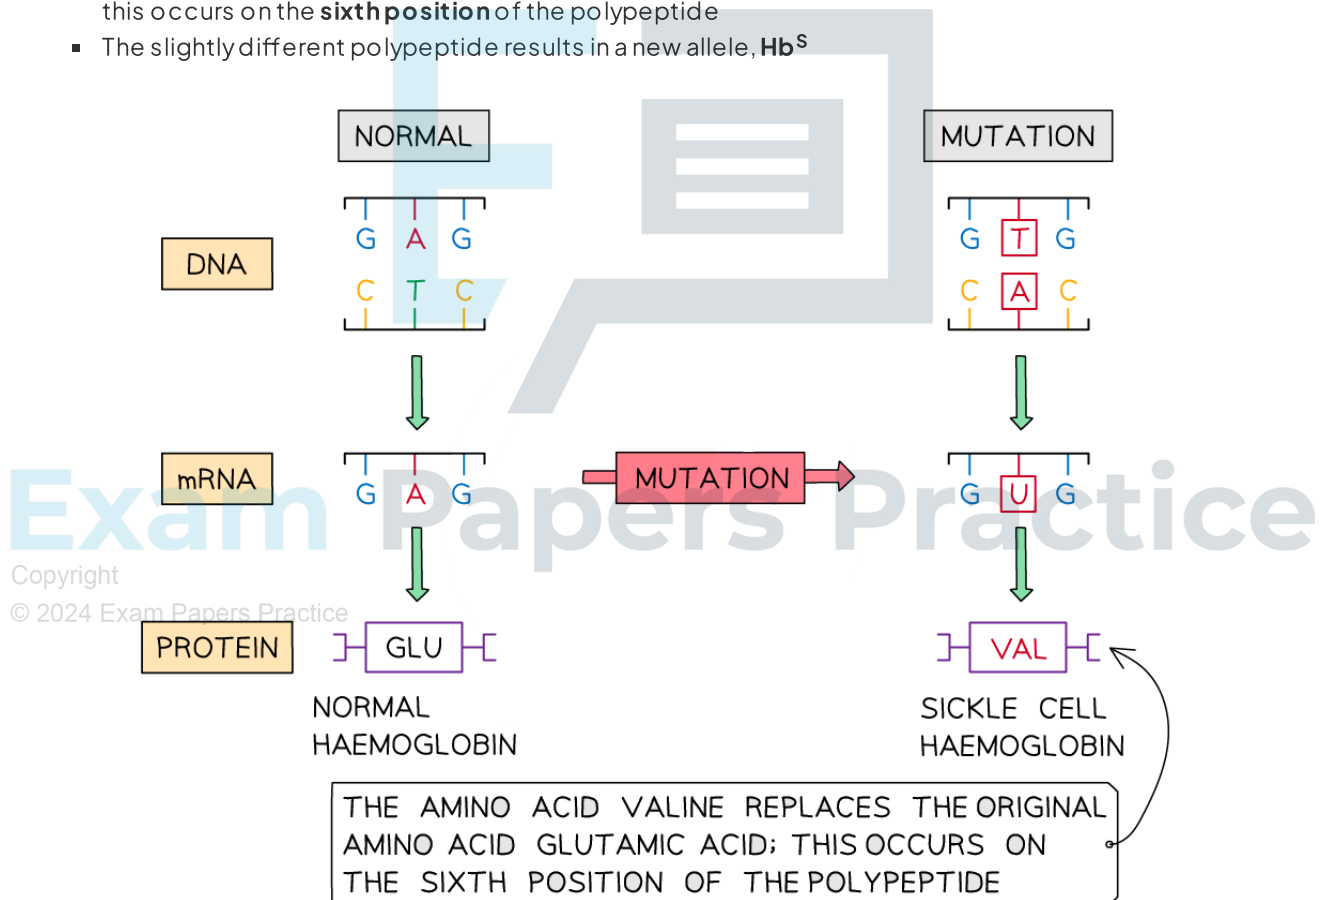 this occurs on the sixth position of the polypeptide
▪ The slightly different polypeptide results in a new allele, Hbˢ
NORMAL
MUTATION
G A G
G T G
DNA
C T C
C A C
mRNA
G A G
MUTATION
G U G
Exam Papers Practice
Copyright
© 2024 Exam Papers Practice
PROTEIN
GLU
VAL
NORMAL
HAEMOGLOBIN
SICKLE CELL
HAEMOGLOBIN
THE AMINO ACID VALINE REPLACES THE ORIGINAL
AMINO ACID GLUTAMIC ACID; THIS OCCURS ON
THE SIXTH POSITION OF THE POLYPEPTIDE